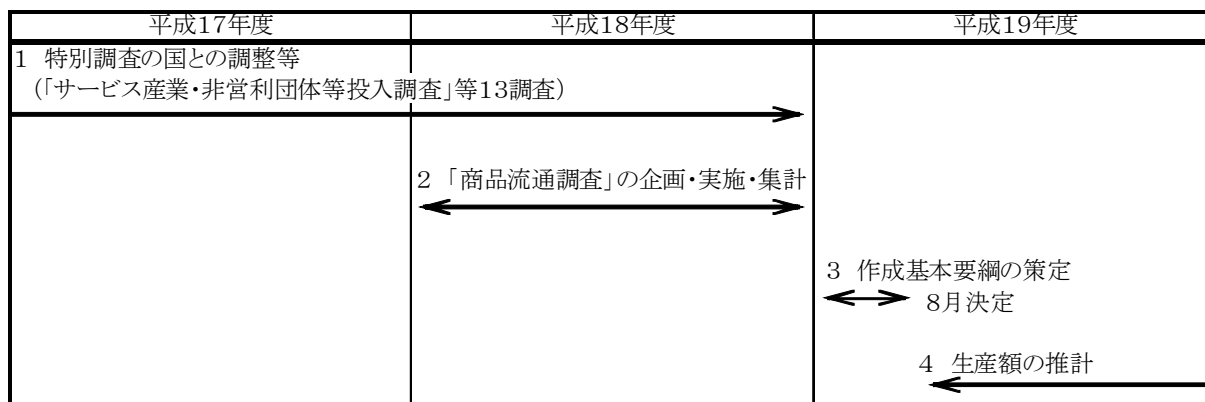 平成17年度
平成18年度
平成19年度
1 特別調査の国との調整等
(「サービス産業・非営利団体等投入調査」等13調査)
2 「商品流通調査」の企画・実施・集計
3 作成基本要綱の策定
8月決定
4 生産額の推計